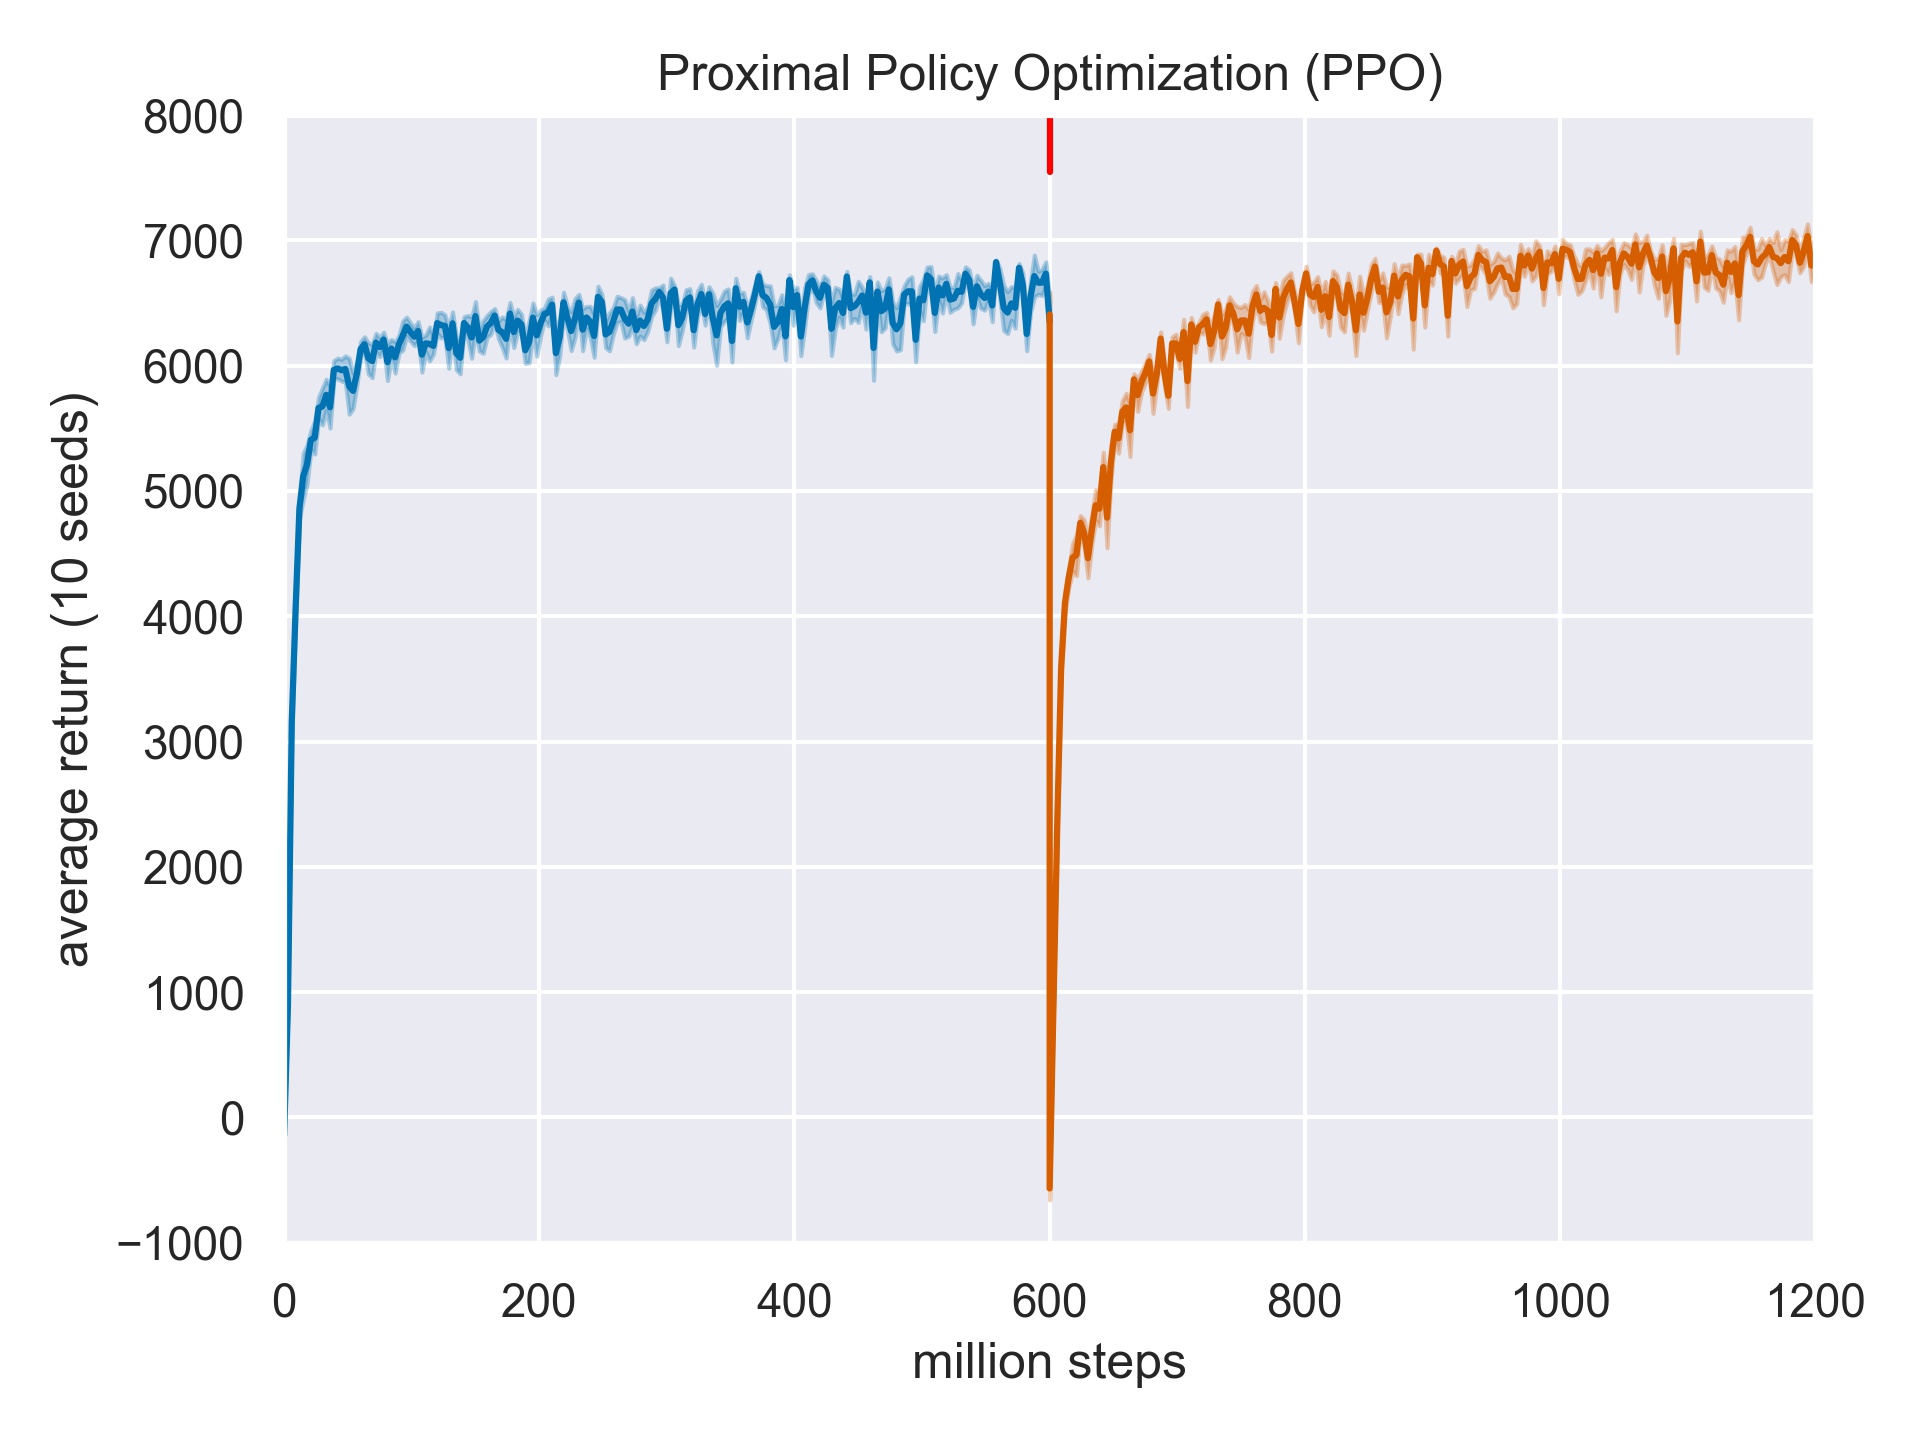 Proximal Policy Optimization (PPO)
8000
7000
6000
5000
4000
3000
2000
1000
0
−1000
average return (10 seeds)
0 200 400 600 800 1000 1200
million steps